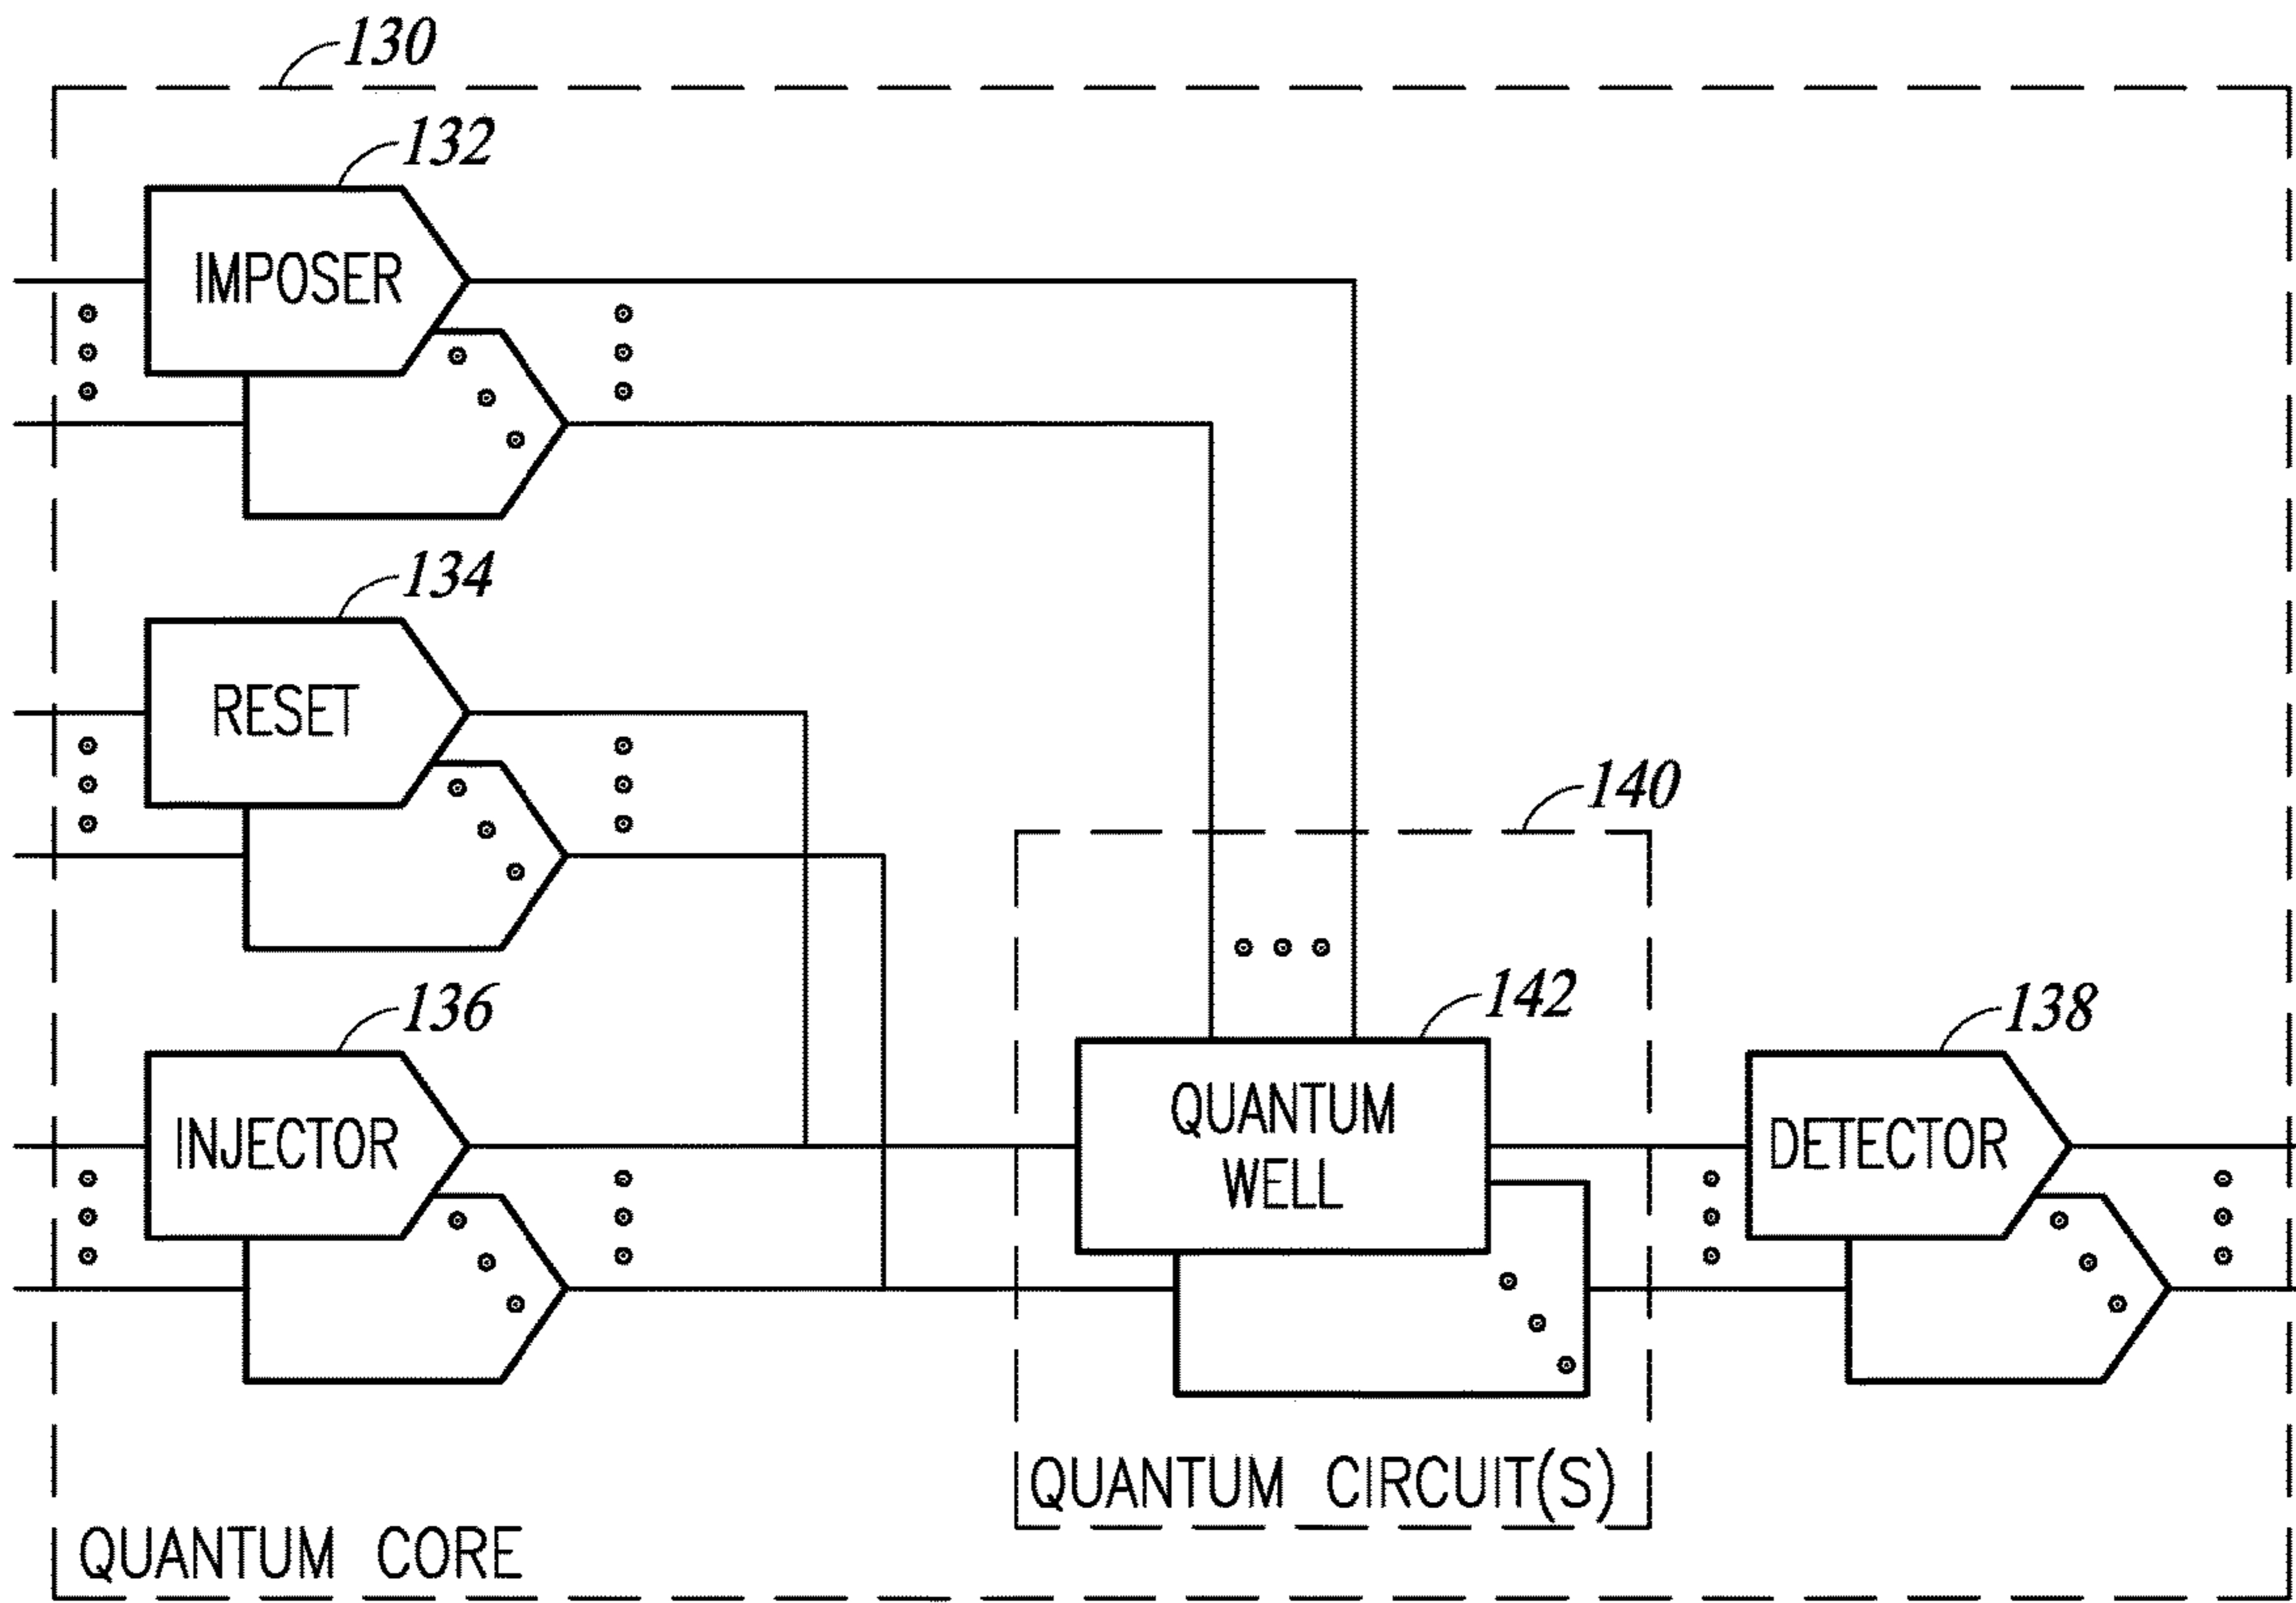 130
132
IMPOSER
134
RESET
140
136
142
138
INJECTOR
QUANTUM
WELL
DETECTOR
QUANTUM CIRCUIT(S)
QUANTUM CORE